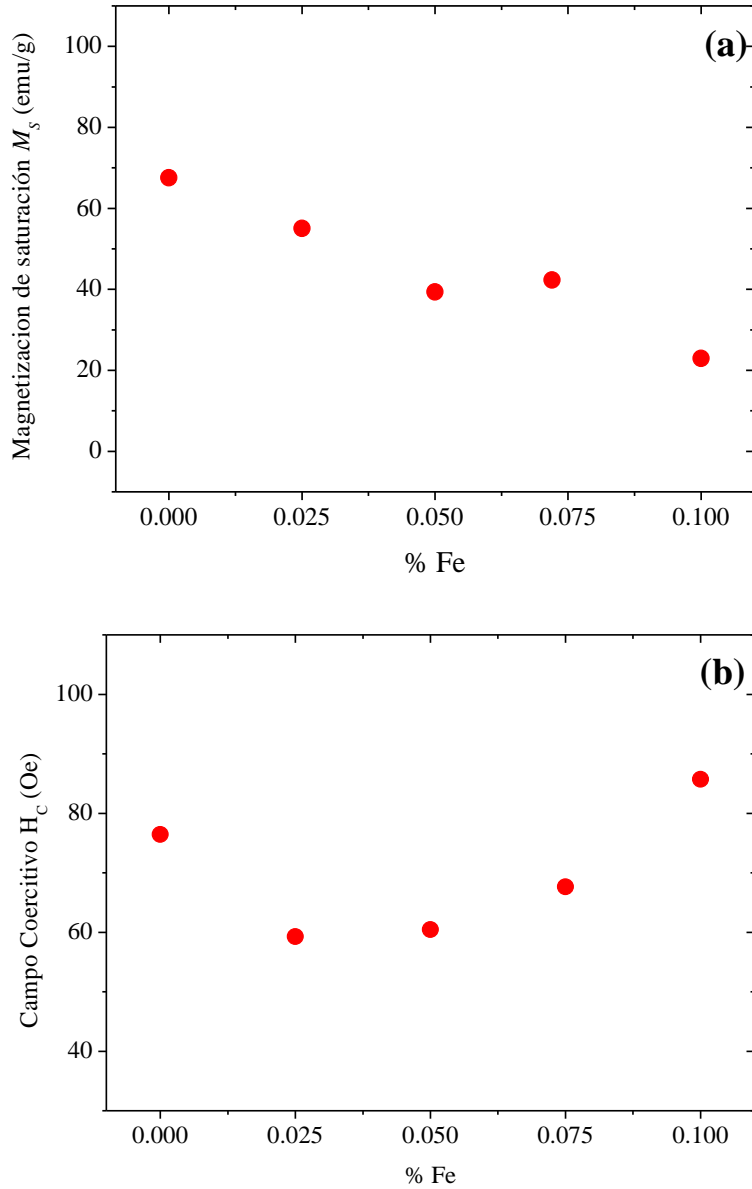 (a)
Magnetizacion de saturación M_s (emu/g)
100
80
60
40
20
0
0.000 0.025 0.050 0.075 0.100
% Fe
(b)
Campo Coercitivo H_C (Oe)
100
80
60
40
0.000 0.025 0.050 0.075 0.100
% Fe